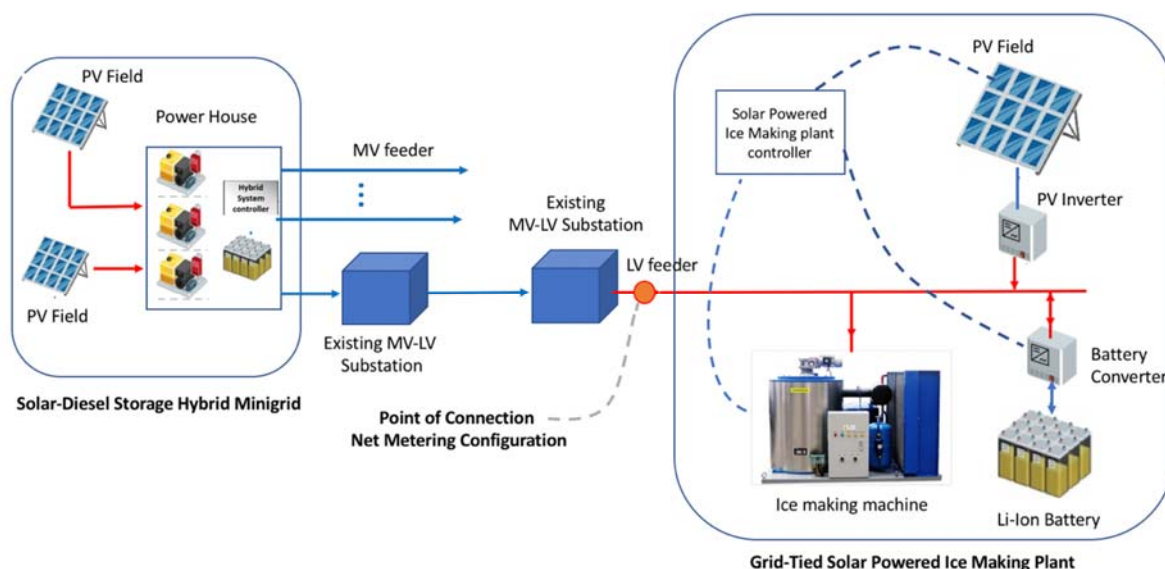 PV Field
Power House
Hybrid
System
controller
PV Field
MV feeder
Existing MV-LV
Substation
Existing
MV-LV Substation
LV feeder
Solar-Diesel Storage Hybrid Minigrid
Point of Connection
Net Metering Configuration
Solar Powered
Ice Making plant
controller
PV Field
PV Inverter
Battery
Converter
Ice making machine
Li-Ion Battery
Grid-Tied Solar Powered Ice Making Plant